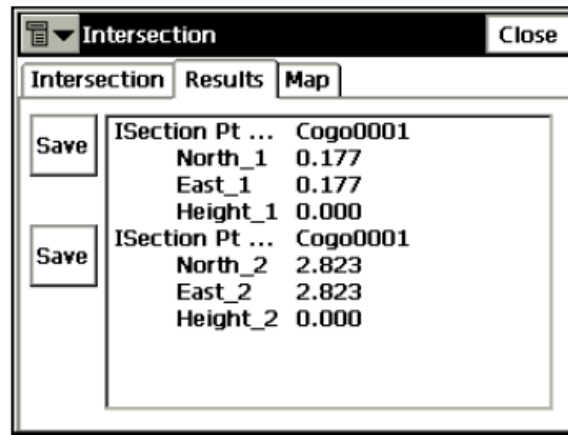 Intersection Close
Intersection Results Map
Save
ISection Pt ... Cogo0001
North_1 0.177
East_1 0.177
Height_1 0.000
Save
ISection Pt ... Cogo0001
North_2 2.823
East_2 2.823
Height_2 0.000